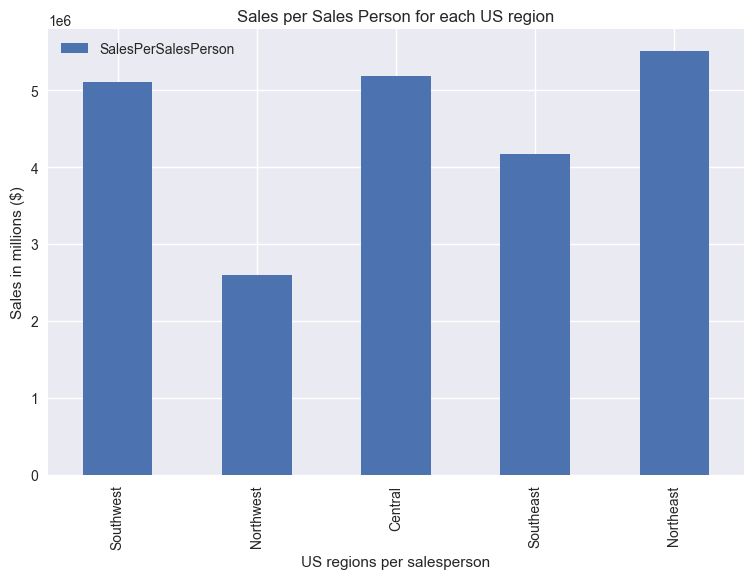 Sales per Sales Person for each US region
1e6
SalesPerSalesPerson
5
4
3
2
1
0
Sales in millions ($)
Southwest
Northwest
Central
Southeast
Northeast
US regions per salesperson